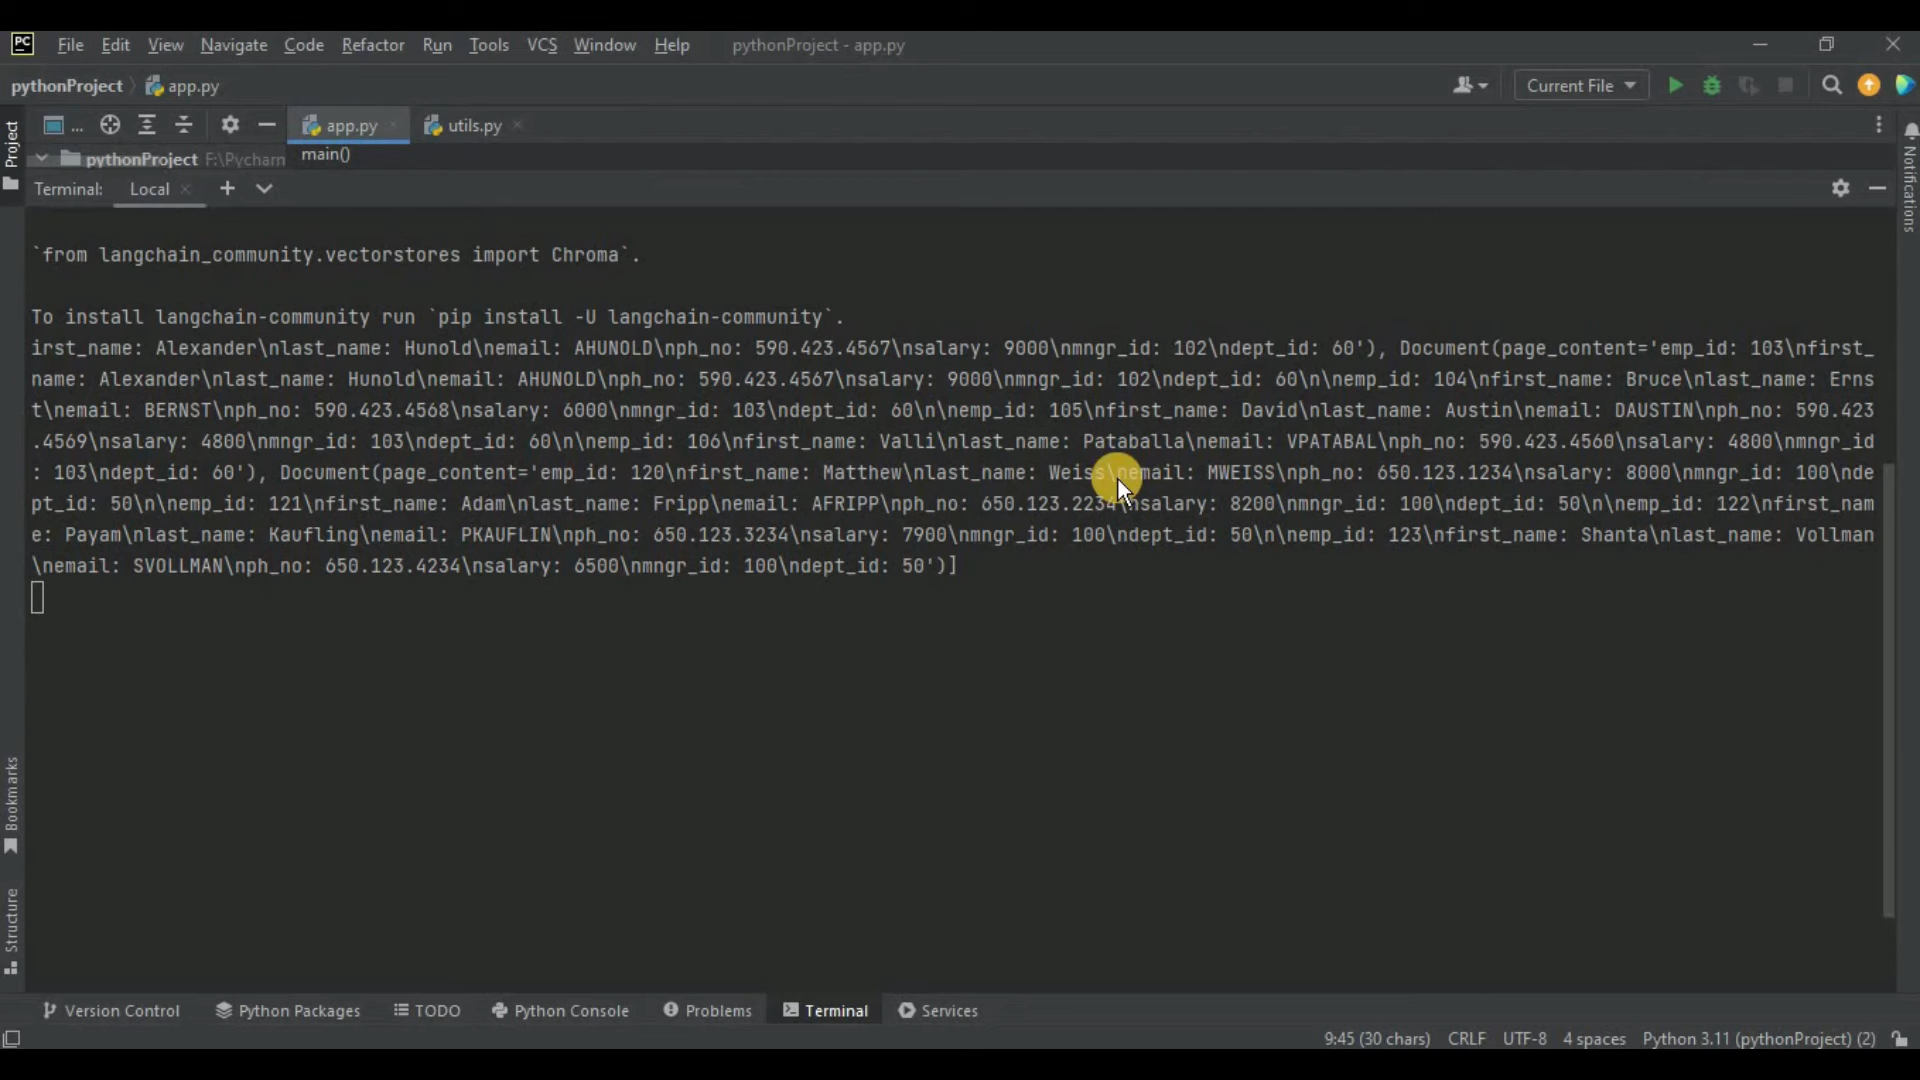 PC File Edit View Navigate Code Refactor Run Tools VCS Window Help pythonProject - app.py
pythonProject app.py Current File
... app.py utils.py
Project
pythonProject F:\Pycharm main()
Terminal: Local
Notifications
`from langchain_community.vectorstores import Chroma`.
To install langchain-community run `pip install -U langchain-community`.
irst_name: Alexander\nlast_name: Hunold\nemail: AHUNOLD\nph_no: 590.423.4567\nsalary: 9000\nmngr_id: 102\ndept_id: 60'), Document(page_content='emp_id: 103\nfirst_
name: Alexander\nlast_name: Hunold\nemail: AHUNOLD\nph_no: 590.423.4567\nsalary: 9000\nmngr_id: 102\ndept_id: 60\n\nemp_id: 104\nfirst_name: Bruce\nlast_name: Erns
t\nemail: BERNST\nph_no: 590.423.4568\nsalary: 6000\nmngr_id: 103\ndept_id: 60\n\nemp_id: 105\nfirst_name: David\nlast_name: Austin\nemail: DAUSTIN\nph_no: 590.423
.4569\nsalary: 4800\nmngr_id: 103\ndept_id: 60\n\nemp_id: 106\nfirst_name: Valli\nlast_name: Pataballa\nemail: VPATABAL\nph_no: 590.423.4560\nsalary: 4800\nmngr_id
: 103\ndept_id: 60'), Document(page_content='emp_id: 120\nfirst_name: Matthew\nlast_name: Weiss\nemail: MWEISS\nph_no: 650.123.1234\nsalary: 8000\nmngr_id: 100\nde
pt_id: 50\n\nemp_id: 121\nfirst_name: Adam\nlast_name: Fripp\nemail: AFRIPP\nph_no: 650.123.2234\nsalary: 8200\nmngr_id: 100\ndept_id: 50\n\nemp_id: 122\nfirst_nam
e: Payam\nlast_name: Kaufling\nemail: PKAUFLIN\nph_no: 650.123.3234\nsalary: 7900\nmngr_id: 100\ndept_id: 50\n\nemp_id: 123\nfirst_name: Shanta\nlast_name: Vollman
\nemail: SVOLLMAN\nph_no: 650.123.4234\nsalary: 6500\nmngr_id: 100\ndept_id: 50')]
Bookmarks
Structure
Version Control Python Packages TODO Python Console Problems Terminal Services
9:45 (30 chars) CRLF UTF-8 4 spaces Python 3.11 (pythonProject) (2)